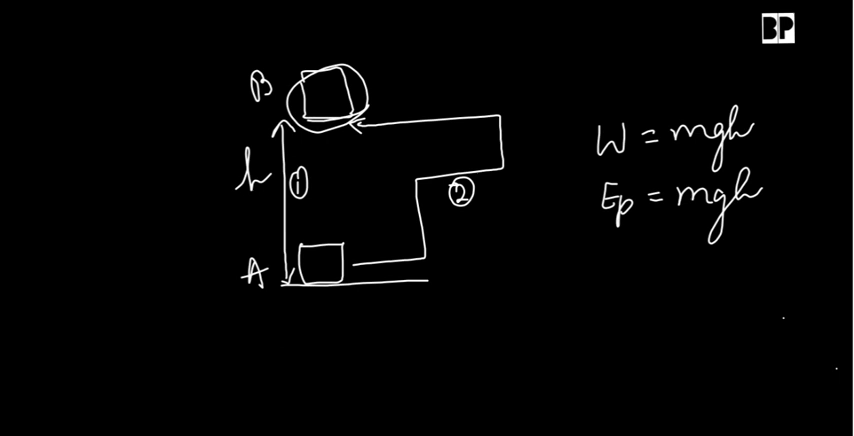 BP
B
h
①
②
A
W = mgh
Ep = mgh